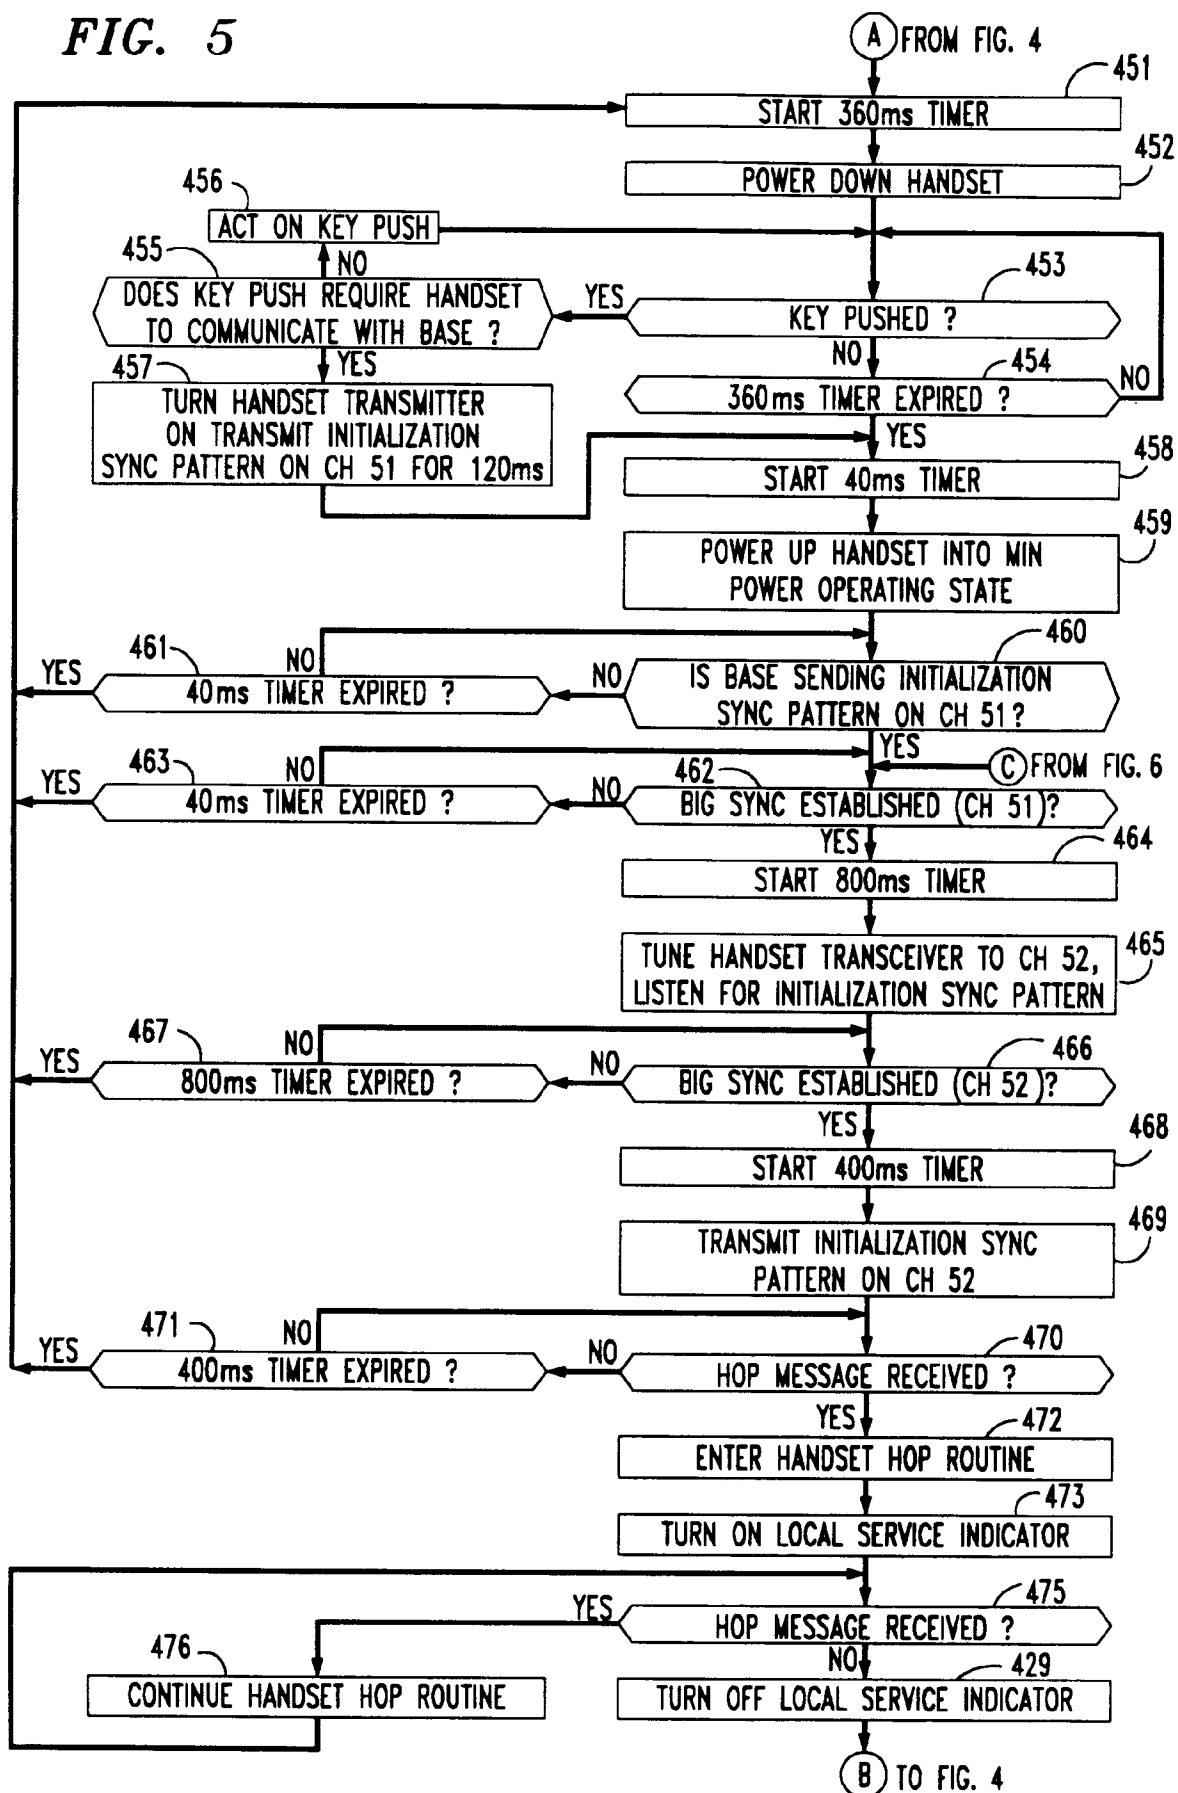 FIG. 5
A FROM FIG. 4
451
START 360ms TIMER
452
POWER DOWN HANDSET
456
ACT ON KEY PUSH
455
NO
453
DOES KEY PUSH REQUIRE HANDSET
TO COMMUNICATE WITH BASE ?
YES
KEY PUSHED ?
457
YES
NO
454
NO
TURN HANDSET TRANSMITTER
ON TRANSMIT INITIALIZATION
SYNC PATTERN ON CH 51 FOR 120ms
360ms TIMER EXPIRED ?
YES
458
START 40ms TIMER
459
POWER UP HANDSET INTO MIN
POWER OPERATING STATE
461
NO
460
YES
40ms TIMER EXPIRED ?
NO
IS BASE SENDING INITIALIZATION
SYNC PATTERN ON CH 51?
463
NO
YES
C FROM FIG. 6
YES
40ms TIMER EXPIRED ?
NO
462
BIG SYNC ESTABLISHED (CH 51)?
YES
464
START 800ms TIMER
465
TUNE HANDSET TRANSCEIVER TO CH 52,
LISTEN FOR INITIALIZATION SYNC PATTERN
467
NO
466
YES
800ms TIMER EXPIRED ?
NO
BIG SYNC ESTABLISHED (CH 52)?
YES
468
START 400ms TIMER
469
TRANSMIT INITIALIZATION SYNC
PATTERN ON CH 52
471
NO
470
YES
400ms TIMER EXPIRED ?
NO
HOP MESSAGE RECEIVED ?
YES
472
ENTER HANDSET HOP ROUTINE
473
TURN ON LOCAL SERVICE INDICATOR
475
YES
HOP MESSAGE RECEIVED ?
476
NO
429
CONTINUE HANDSET HOP ROUTINE
TURN OFF LOCAL SERVICE INDICATOR
B TO FIG. 4